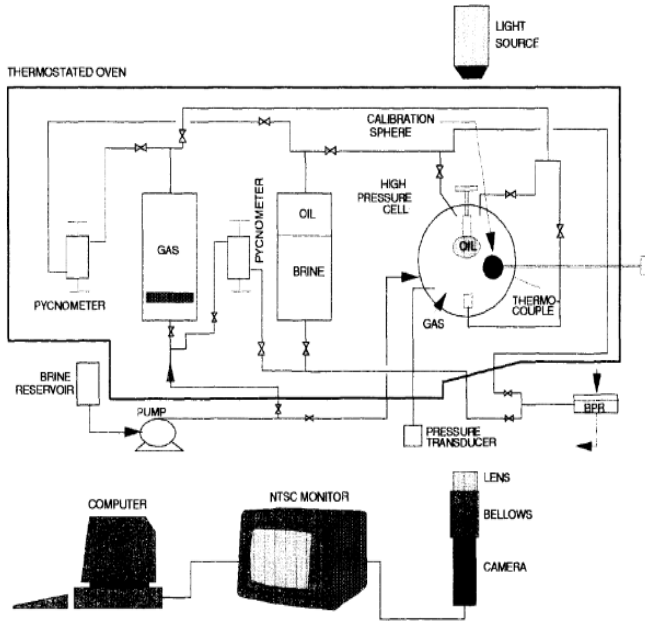 LIGHT
SOURCE
THERMOSTATED OVEN
CALIBRATION
SPHERE
HIGH
PRESSURE
CELL
PYCNOMETER
OIL
GAS
OIL
BRINE
PYCNOMETER
THERMO-
COUPLE
GAS
BRINE
RESERVOIR
PUMP
BPR
PRESSURE
TRANSDUCER
LENS
COMPUTER
NTSC MONITOR
BELLOWS
CAMERA